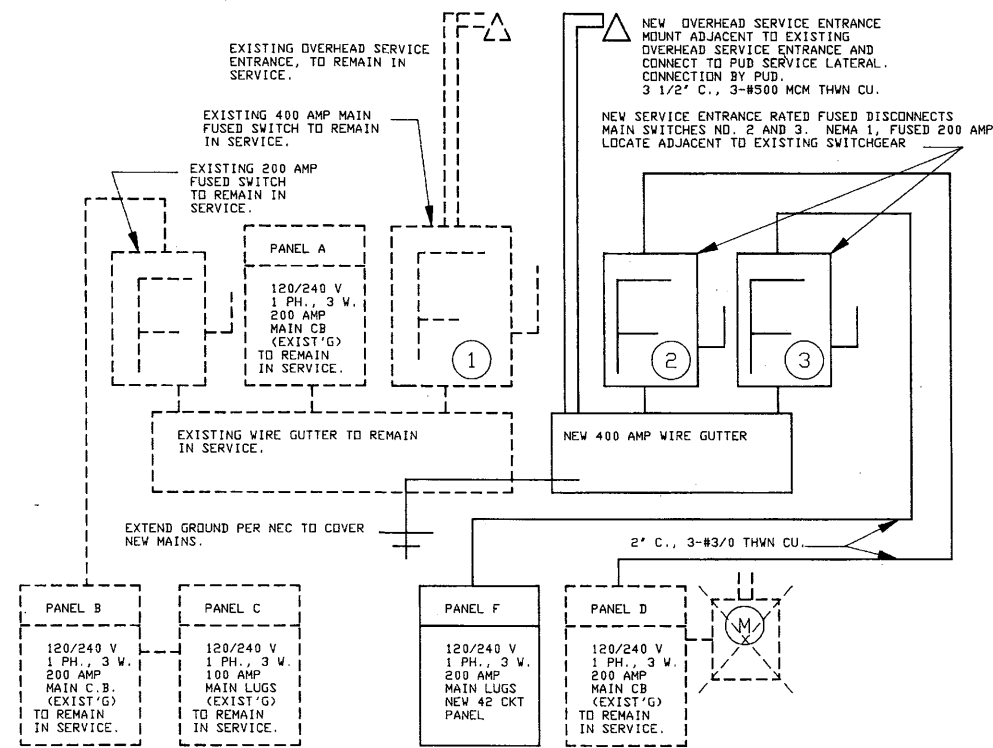 EXISTING OVERHEAD SERVICE
ENTRANCE, TO REMAIN IN
SERVICE.
NEW OVERHEAD SERVICE ENTRANCE
MOUNT ADJACENT TO EXISTING
OVERHEAD SERVICE ENTRANCE AND
CONNECT TO PUD SERVICE LATERAL.
CONNECTION BY PUD.
3 1/2" C., 3-#500 MCM THWN CU.
EXISTING 400 AMP MAIN
FUSED SWITCH TO REMAIN
IN SERVICE.
NEW SERVICE ENTRANCE RATED FUSED DISCONNECTS
MAIN SWITCHES NO. 2 AND 3. NEMA 1, FUSED 200 AMP
LOCATE ADJACENT TO EXISTING SWITCHGEAR
EXISTING 200 AMP
FUSED SWITCH
TO REMAIN IN
SERVICE.
PANEL A
120/240 V
1 PH., 3 W.
200 AMP
MAIN CB
(EXIST'G)
TO REMAIN
IN SERVICE.
1
2
3
EXISTING WIRE GUTTER TO REMAIN
IN SERVICE.
NEW 400 AMP WIRE GUTTER
EXTEND GROUND PER NEC TO COVER
NEW MAINS.
2" C., 3-#3/0 THWN CU.
PANEL B
120/240 V
1 PH., 3 W.
200 AMP
MAIN C.B.
(EXIST'G)
TO REMAIN
IN SERVICE.
PANEL C
120/240 V
1 PH., 3 W.
100 AMP
MAIN LUGS
(EXIST'G)
TO REMAIN
IN SERVICE.
PANEL F
120/240 V
1 PH., 3 W.
200 AMP
MAIN LUGS
NEW 42 CKT
PANEL
PANEL D
120/240 V
1 PH., 3 W.
200 AMP
MAIN CB
(EXIST'G)
TO REMAIN
IN SERVICE.
M